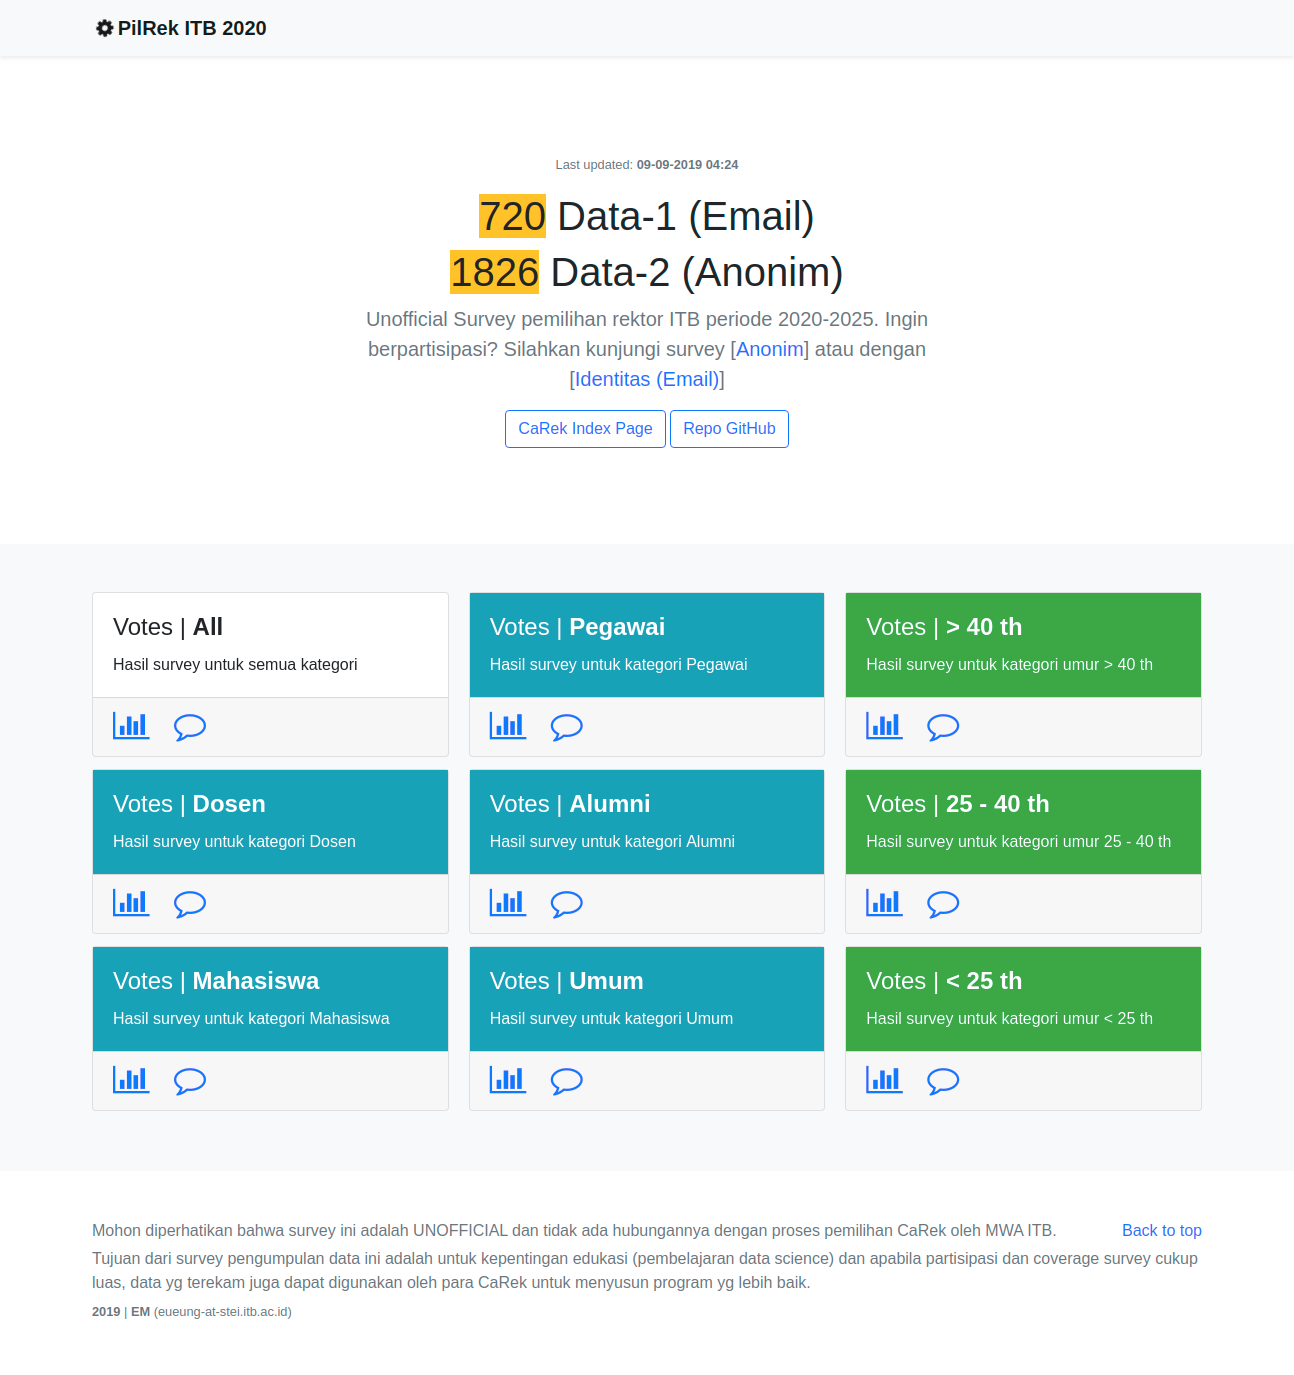 PilRek ITB 2020
Last updated: 09-09-2019 04:24
720 Data-1 (Email)
1826 Data-2 (Anonim)
Unofficial Survey pemilihan rektor ITB periode 2020-2025. Ingin
berpartisipasi? Silahkan kunjungi survey [Anonim] atau dengan
[Identitas (Email)]
CaRek Index Page
Repo GitHub
Votes | All
Hasil survey untuk semua kategori
Votes | Pegawai
Hasil survey untuk kategori Pegawai
Votes | > 40 th
Hasil survey untuk kategori umur > 40 th
Votes | Dosen
Hasil survey untuk kategori Dosen
Votes | Alumni
Hasil survey untuk kategori Alumni
Votes | 25 - 40 th
Hasil survey untuk kategori umur 25 - 40 th
Votes | Mahasiswa
Hasil survey untuk kategori Mahasiswa
Votes | Umum
Hasil survey untuk kategori Umum
Votes | < 25 th
Hasil survey untuk kategori umur < 25 th
Mohon diperhatikan bahwa survey ini adalah UNOFFICIAL dan tidak ada hubungannya dengan proses pemilihan CaRek oleh MWA ITB.
Back to top
Tujuan dari survey pengumpulan data ini adalah untuk kepentingan edukasi (pembelajaran data science) dan apabila partisipasi dan coverage survey cukup
luas, data yg terekam juga dapat digunakan oleh para CaRek untuk menyusun program yg lebih baik.
2019 | EM (eueung-at-stei.itb.ac.id)